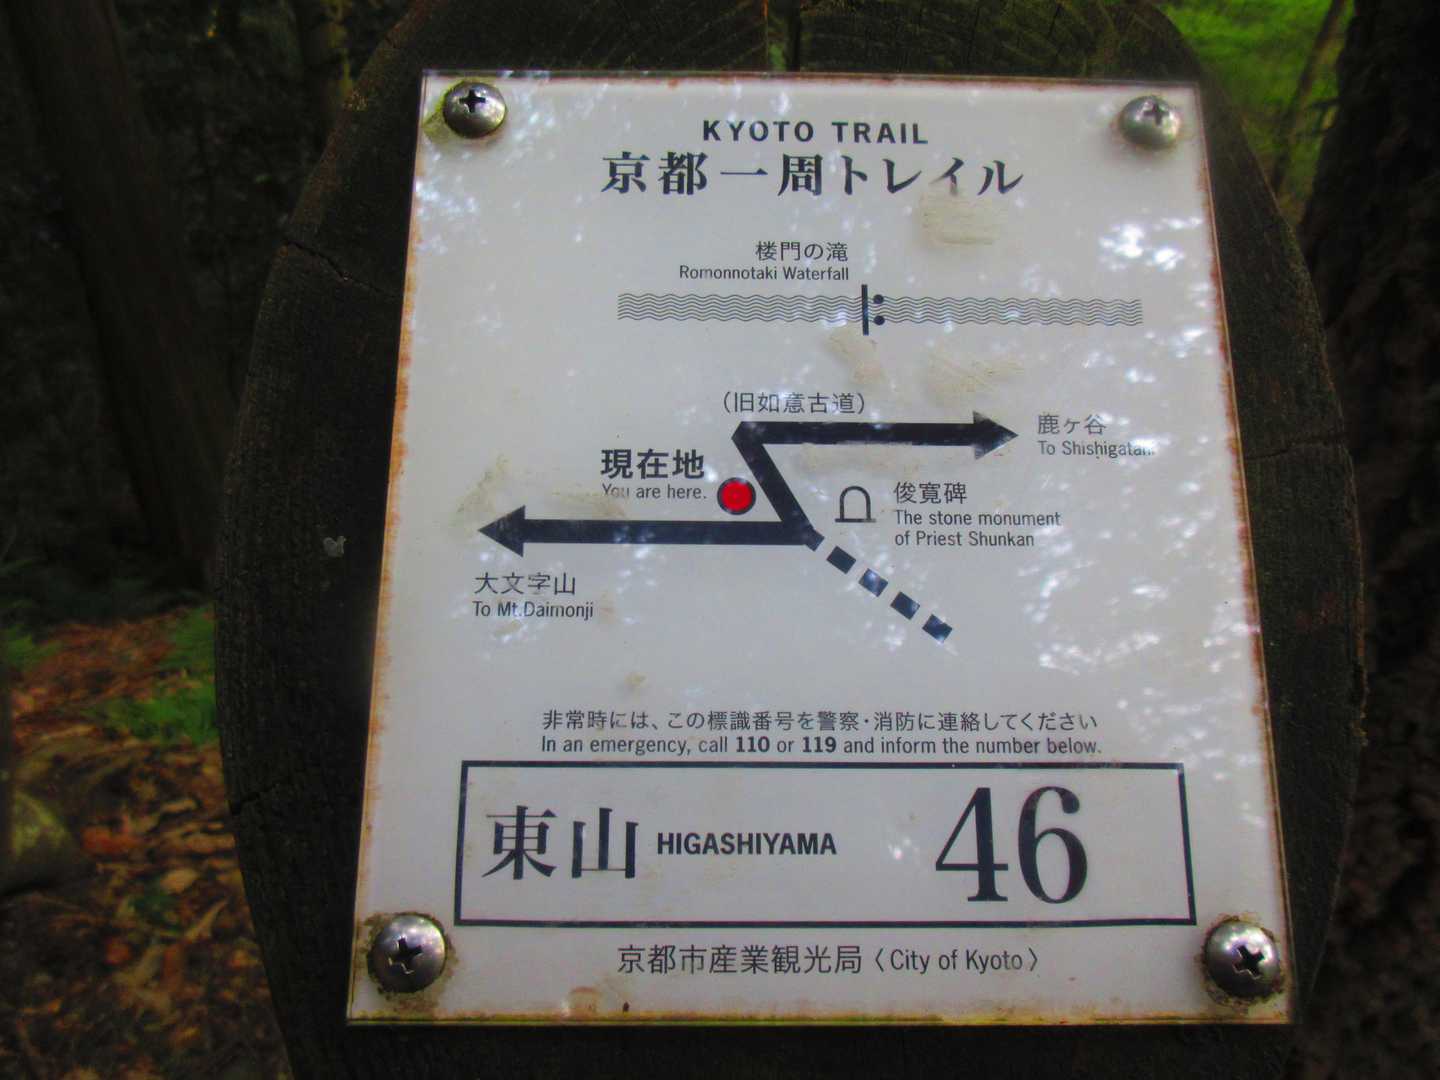 KYOTO TRAIL
京都一周トレイル
楼門の滝
Romonnotaki Waterfall
(旧如意古道)
鹿ヶ谷
To Shishigatani
現在地
You are here.
俊寛碑
The stone monument
of Priest Shunkan
大文字山
To Mt.Daimonji
非常時には、この標識番号を警察・消防に連絡してください
In an emergency, call 110 or 119 and inform the number below.
東山 HIGASHIYAMA 46
京都市産業観光局〈City of Kyoto〉